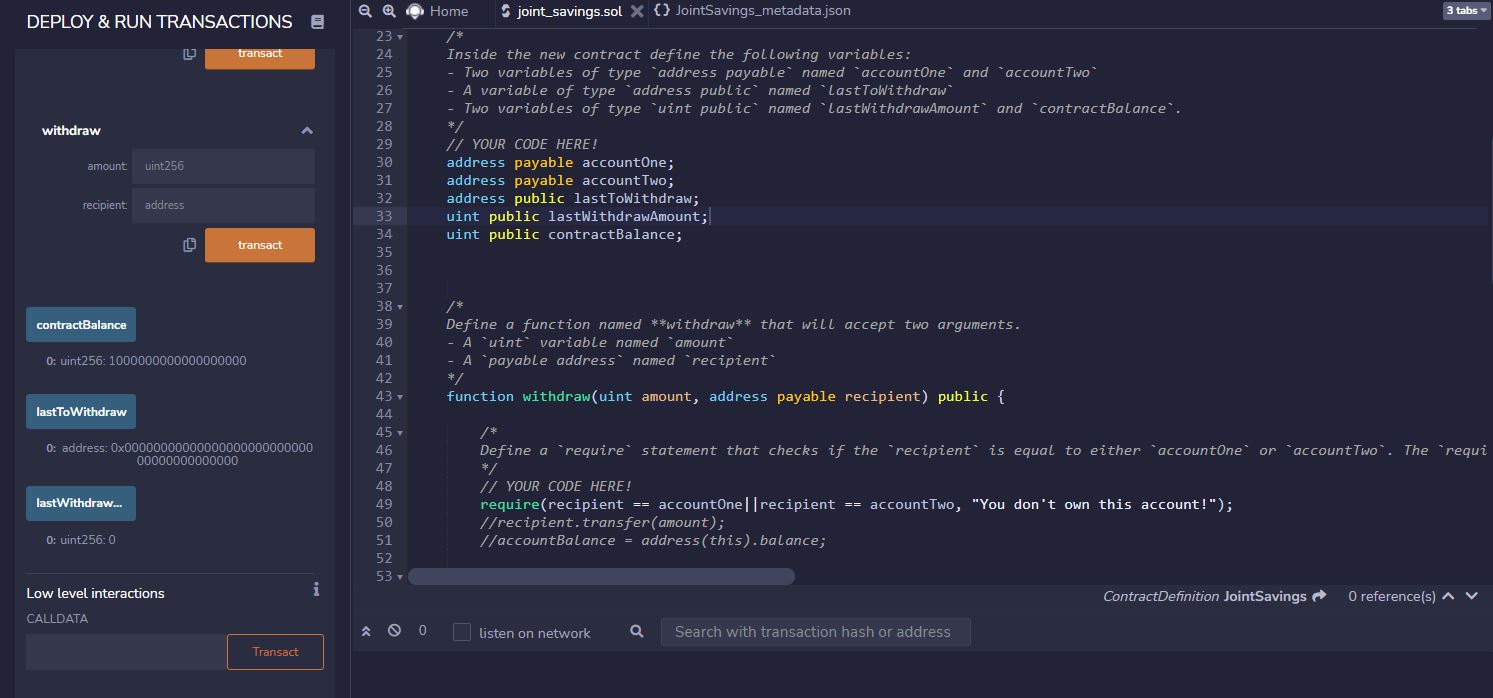 DEPLOY & RUN TRANSACTIONS
transact
withdraw
amount: uint256
recipient: address
transact
contractBalance
0: uint256: 1000000000000000000
lastToWithdraw
0: address: 0x00000000000000000000000000
00000000000000
lastWithdraw...
0: uint256: 0
Low level interactions
i
CALLDATA
Transact
Home joint_savings.sol JointSavings_metadata.json 3 tabs
23 /*
24 Inside the new contract define the following variables:
25 - Two variables of type `address payable` named `accountOne` and `accountTwo`
26 - A variable of type `address public` named `lastToWithdraw`
27 - Two variables of type `uint public` named `lastWithdrawAmount` and `contractBalance`.
28 */
29 // YOUR CODE HERE!
30 address payable accountOne;
31 address payable accountTwo;
32 address public lastToWithdraw;
33 uint public lastWithdrawAmount;
34 uint public contractBalance;
35
36
37
38 /*
39 Define a function named **withdraw** that will accept two arguments.
40 - A `uint` variable named `amount`
41 - A `payable address` named `recipient`
42 */
43 function withdraw(uint amount, address payable recipient) public {
44
45 /*
46 Define a `require` statement that checks if the `recipient` is equal to either `accountOne` or `accountTwo`. The `requi
47 */
48 // YOUR CODE HERE!
49 require(recipient == accountOne||recipient == accountTwo, "You don't own this account!");
50 //recipient.transfer(amount);
51 //accountBalance = address(this).balance;
52
53
ContractDefinition JointSavings 0 reference(s)
0 listen on network Search with transaction hash or address